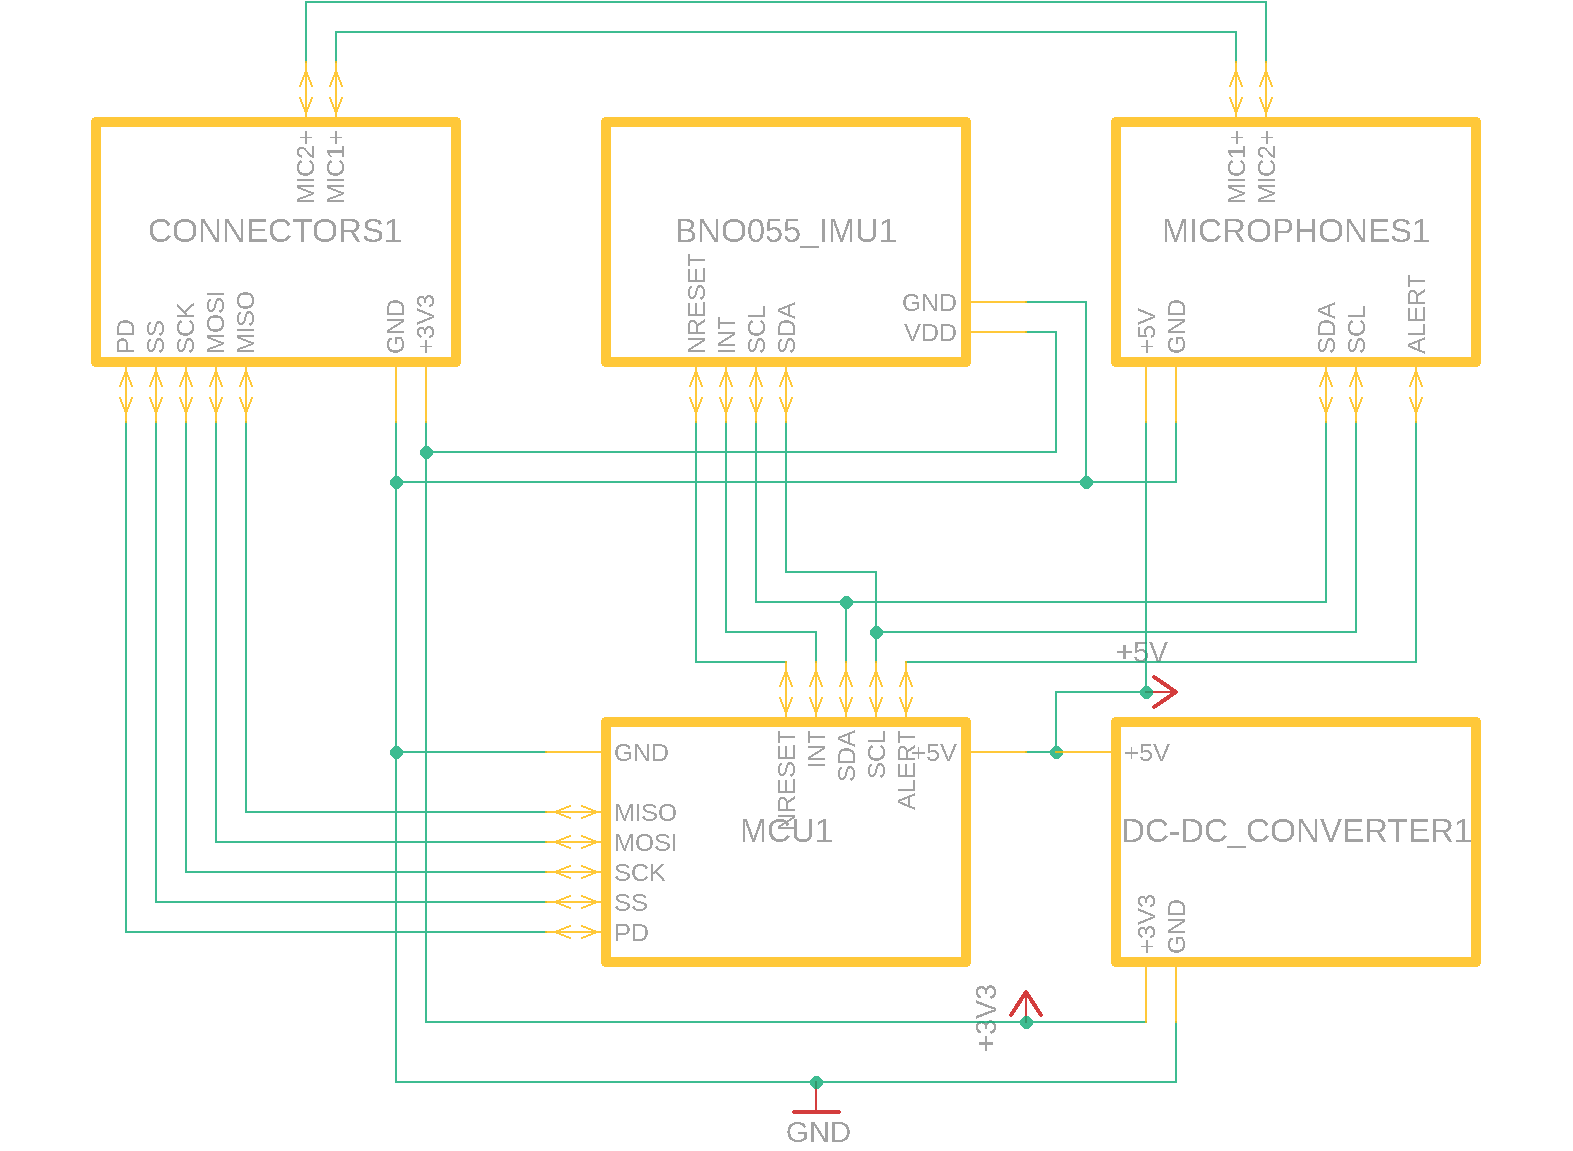 MIC2+
MIC1+
CONNECTORS1
PD
SS
SCK
MOSI
MISO
GND
+3V3
BNO055_IMU1
NRESET
INT
SCL
SDA
GND
VDD
MIC1+
MIC2+
MICROPHONES1
+5V
GND
SDA
SCL
ALERT
+5V
GND
MISO
MOSI
SCK
SS
PD
NRESET
INT
SDA
SCL
ALERT
+5V
MCU1
+5V
DC-DC_CONVERTER1
+3V3
GND
+3V3
GND